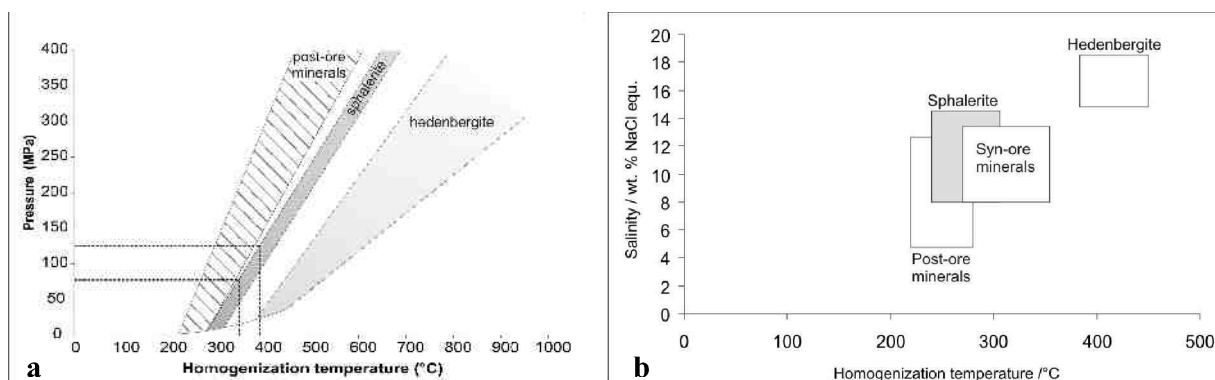 400
350
300
250
200
150
100
50
0
Pressure (MPa)
post-ore
minerals
sphalerite
hedenbergite
0 100 200 300 400 500 600 700 800 900 1000
Homogenization temperature (°C)
a
20
18
16
14
12
10
8
6
4
2
0
Salinity / wt. % NaCl equ.
Hedenbergite
Sphalerite
Syn-ore
minerals
Post-ore
minerals
0 100 200 300 400 500
Homogenization temperature /°C
b